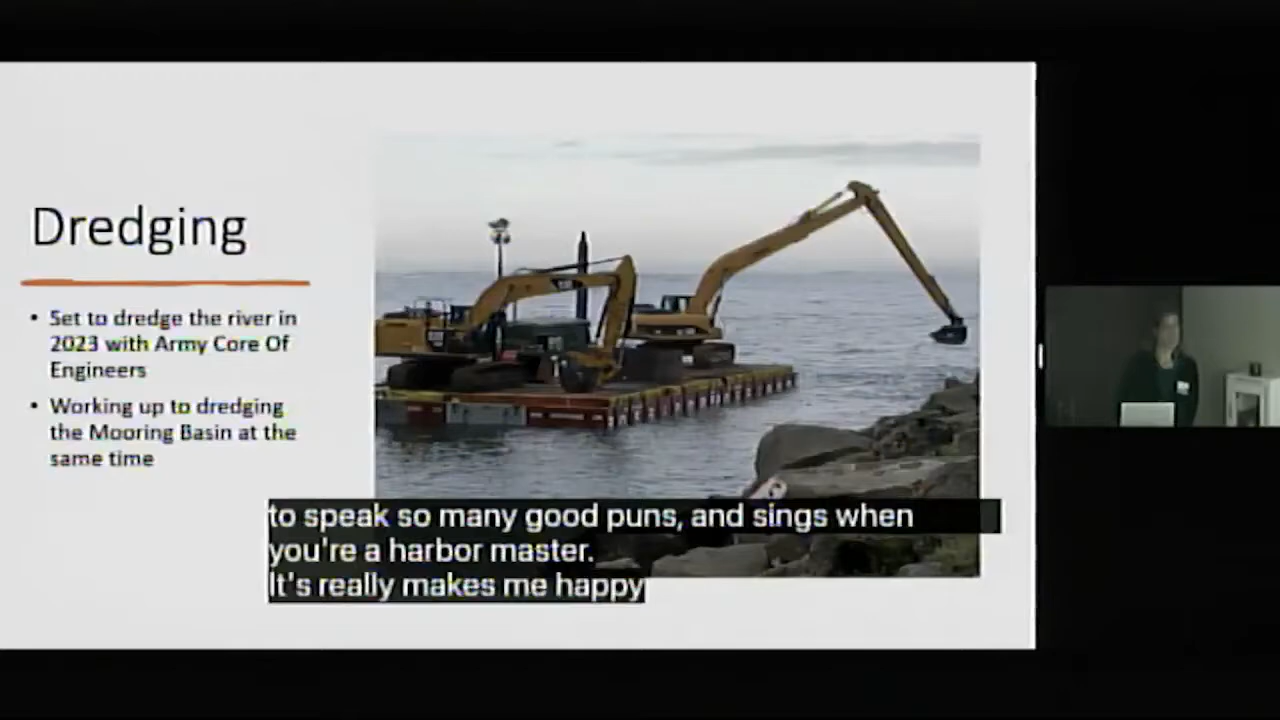 Dredging
• Set to dredge the river in
2023 with Army Core Of
Engineers
• Working up to dredging
the Mooring Basin at the
same time
to speak so many good puns, and sings when
you're a harbor master.
It's really makes me happy